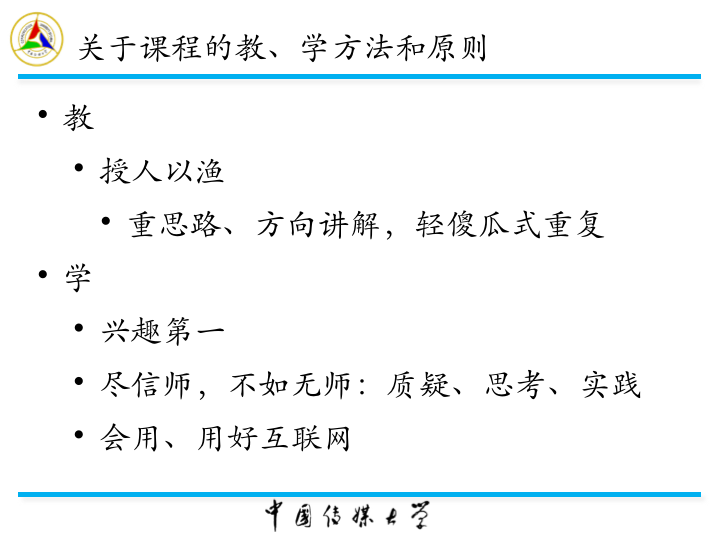 关于课程的教、学方法和原则
• 教
• 授人以渔
• 重思路、方向讲解，轻傻瓜式重复
• 学
• 兴趣第一
• 尽信师，不如无师：质疑、思考、实践
• 会用、用好互联网
中国传媒大学